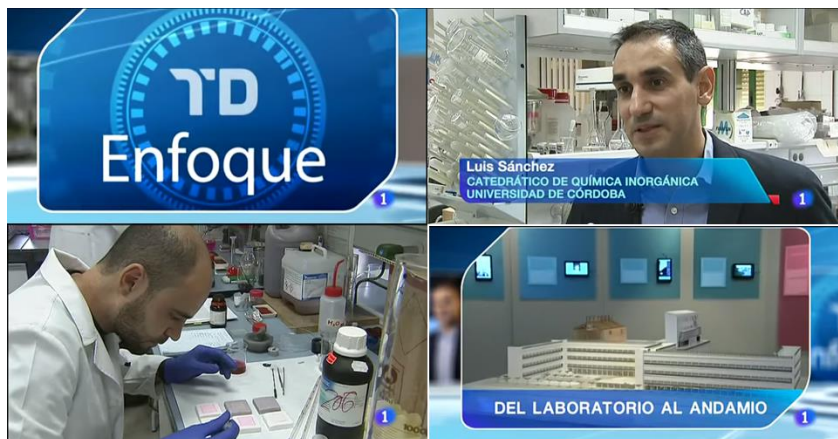 TD
Enfoque
1
Luis Sánchez
CATEDRÁTICO DE QUÍMICA INORGÁNICA
UNIVERSIDAD DE CÓRDOBA
1
1
DEL LABORATORIO AL ANDAMIO
1